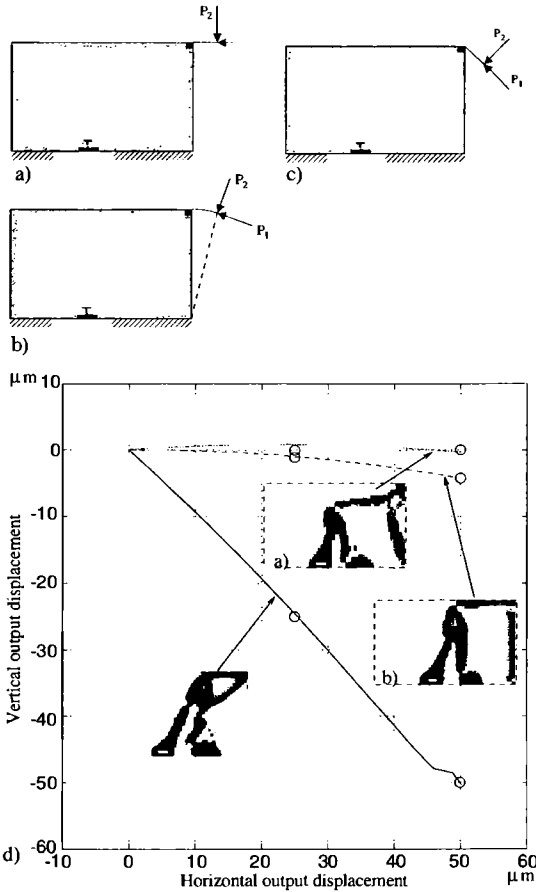 P2
a)
P2
P1
c)
P2
P1
b)
μm
10
0
-10
-20
-30
-40
-50
-60
Vertical output displacement
a)
b)
d)
-10
0
10
20
30
40
50
μm
60
Horizontal output displacement